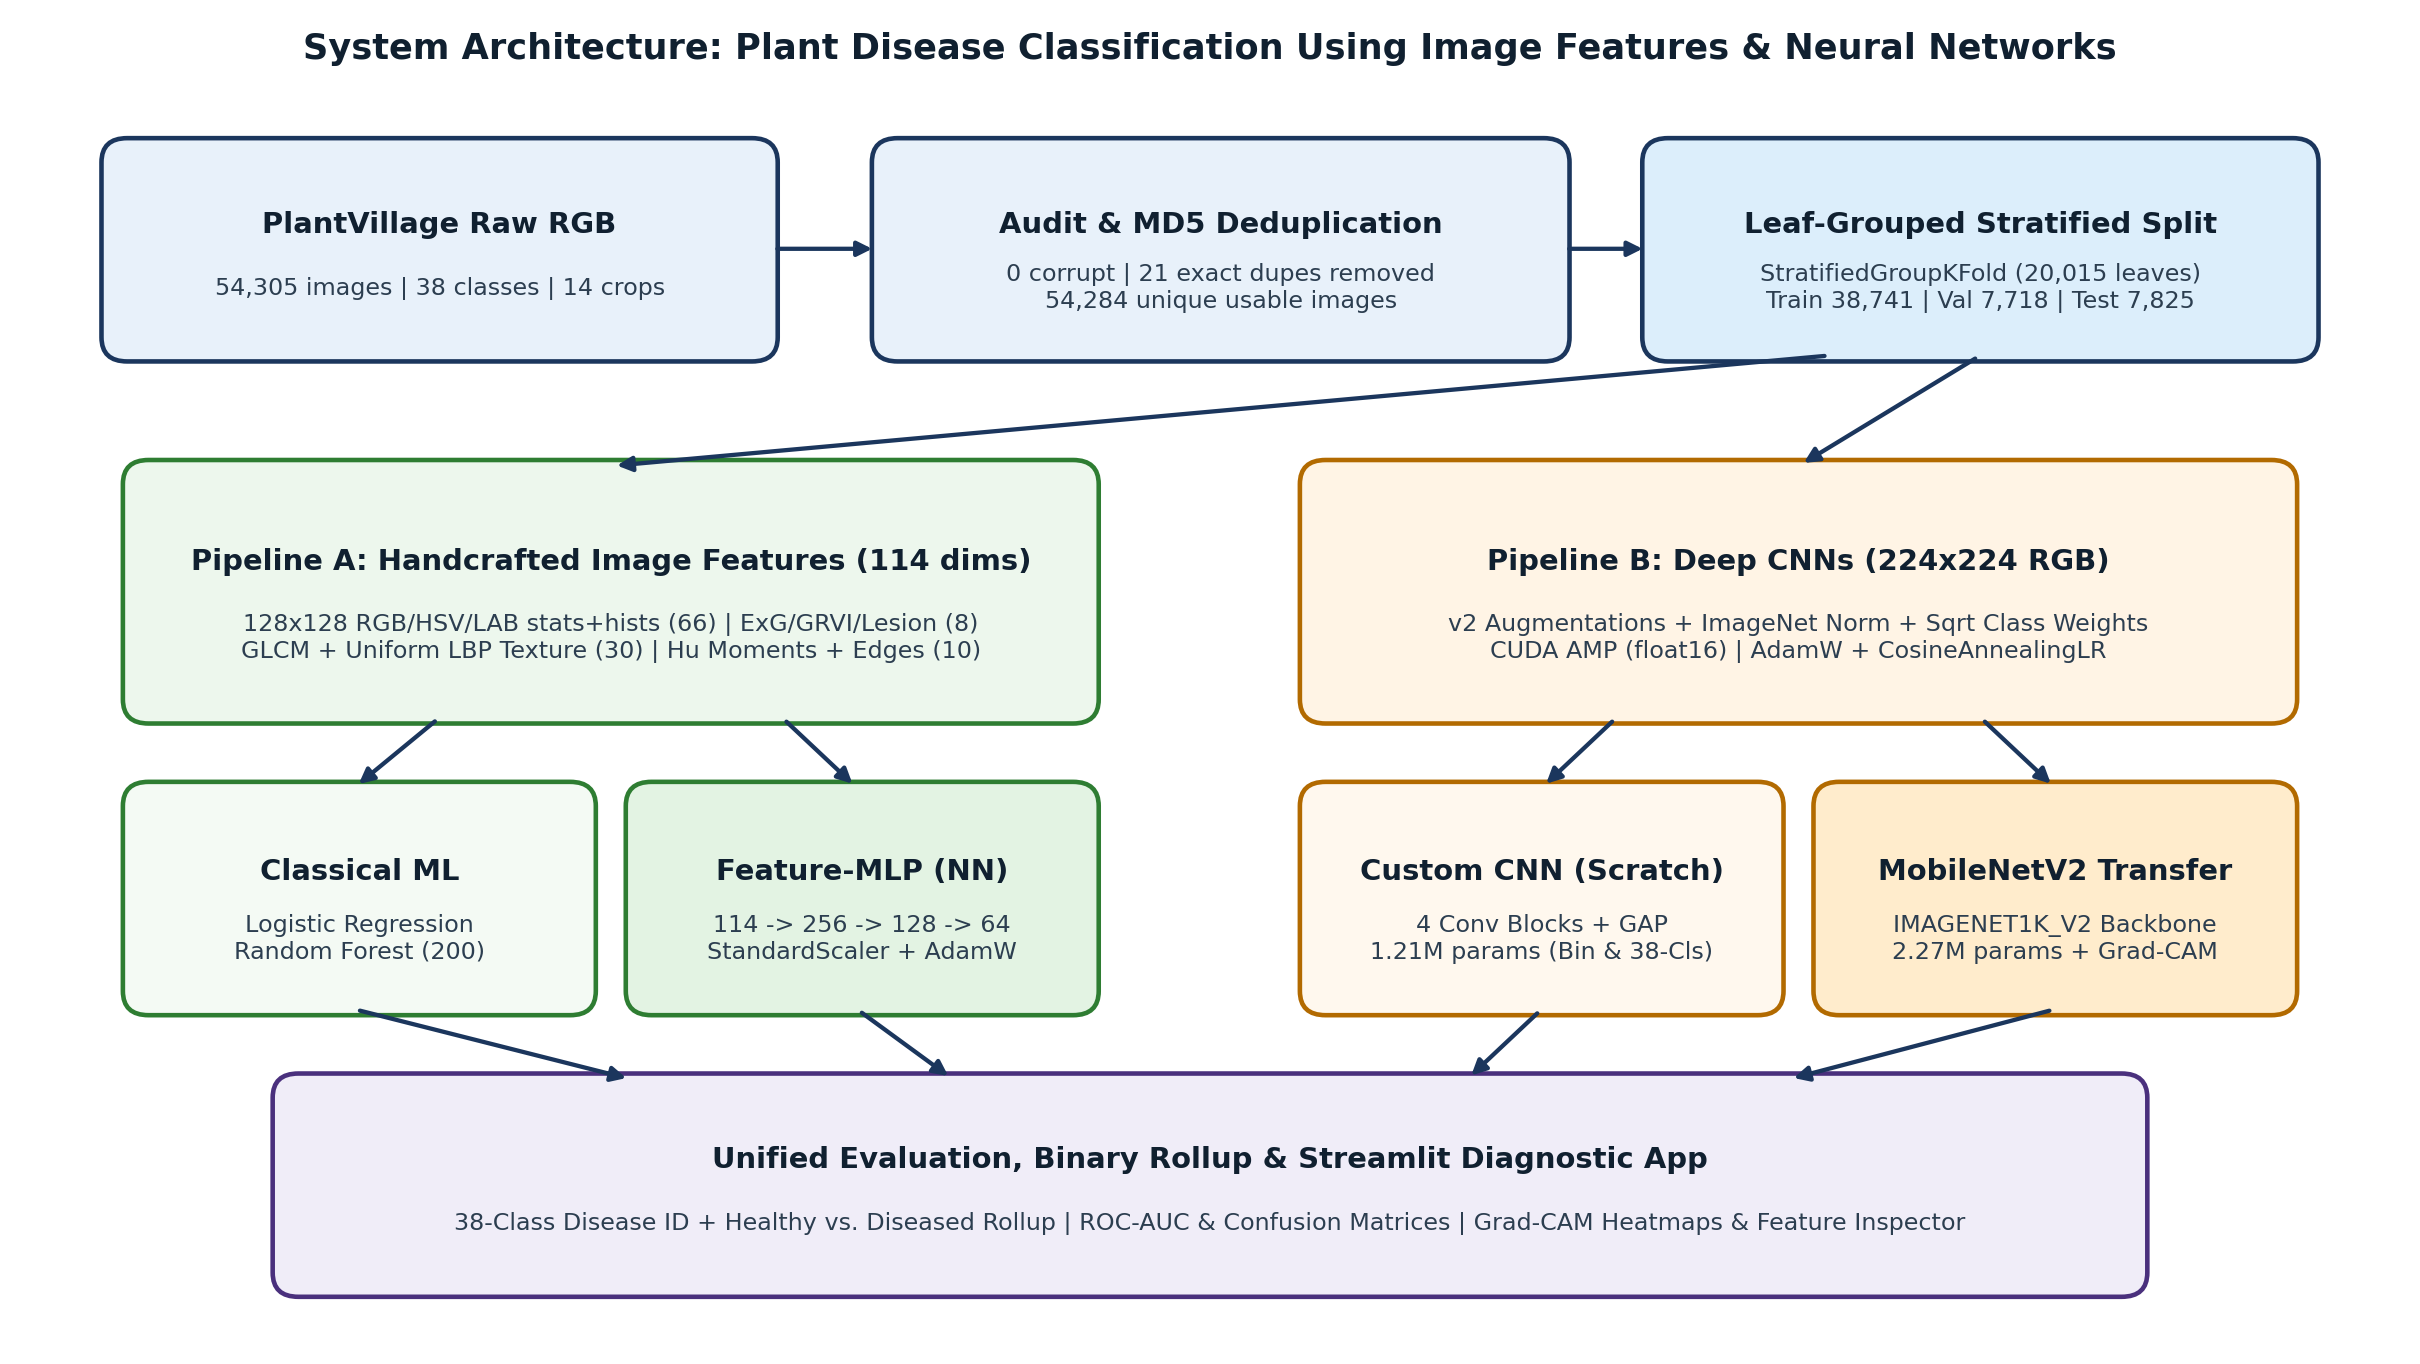 System Architecture: Plant Disease Classification Using Image Features & Neural Networks
PlantVillage Raw RGB
54,305 images | 38 classes | 14 crops
Audit & MD5 Deduplication
0 corrupt | 21 exact dupes removed
54,284 unique usable images
Leaf-Grouped Stratified Split
StratifiedGroupKFold (20,015 leaves)
Train 38,741 | Val 7,718 | Test 7,825
Pipeline A: Handcrafted Image Features (114 dims)
128x128 RGB/HSV/LAB stats+hists (66) | ExG/GRVI/Lesion (8)
GLCM + Uniform LBP Texture (30) | Hu Moments + Edges (10)
Pipeline B: Deep CNNs (224x224 RGB)
v2 Augmentations + ImageNet Norm + Sqrt Class Weights
CUDA AMP (float16) | AdamW + CosineAnnealingLR
Classical ML
Logistic Regression
Random Forest (200)
Feature-MLP (NN)
114 -> 256 -> 128 -> 64
StandardScaler + AdamW
Custom CNN (Scratch)
4 Conv Blocks + GAP
1.21M params (Bin & 38-Cls)
MobileNetV2 Transfer
IMAGENET1K_V2 Backbone
2.27M params + Grad-CAM
Unified Evaluation, Binary Rollup & Streamlit Diagnostic App
38-Class Disease ID + Healthy vs. Diseased Rollup | ROC-AUC & Confusion Matrices | Grad-CAM Heatmaps & Feature Inspector